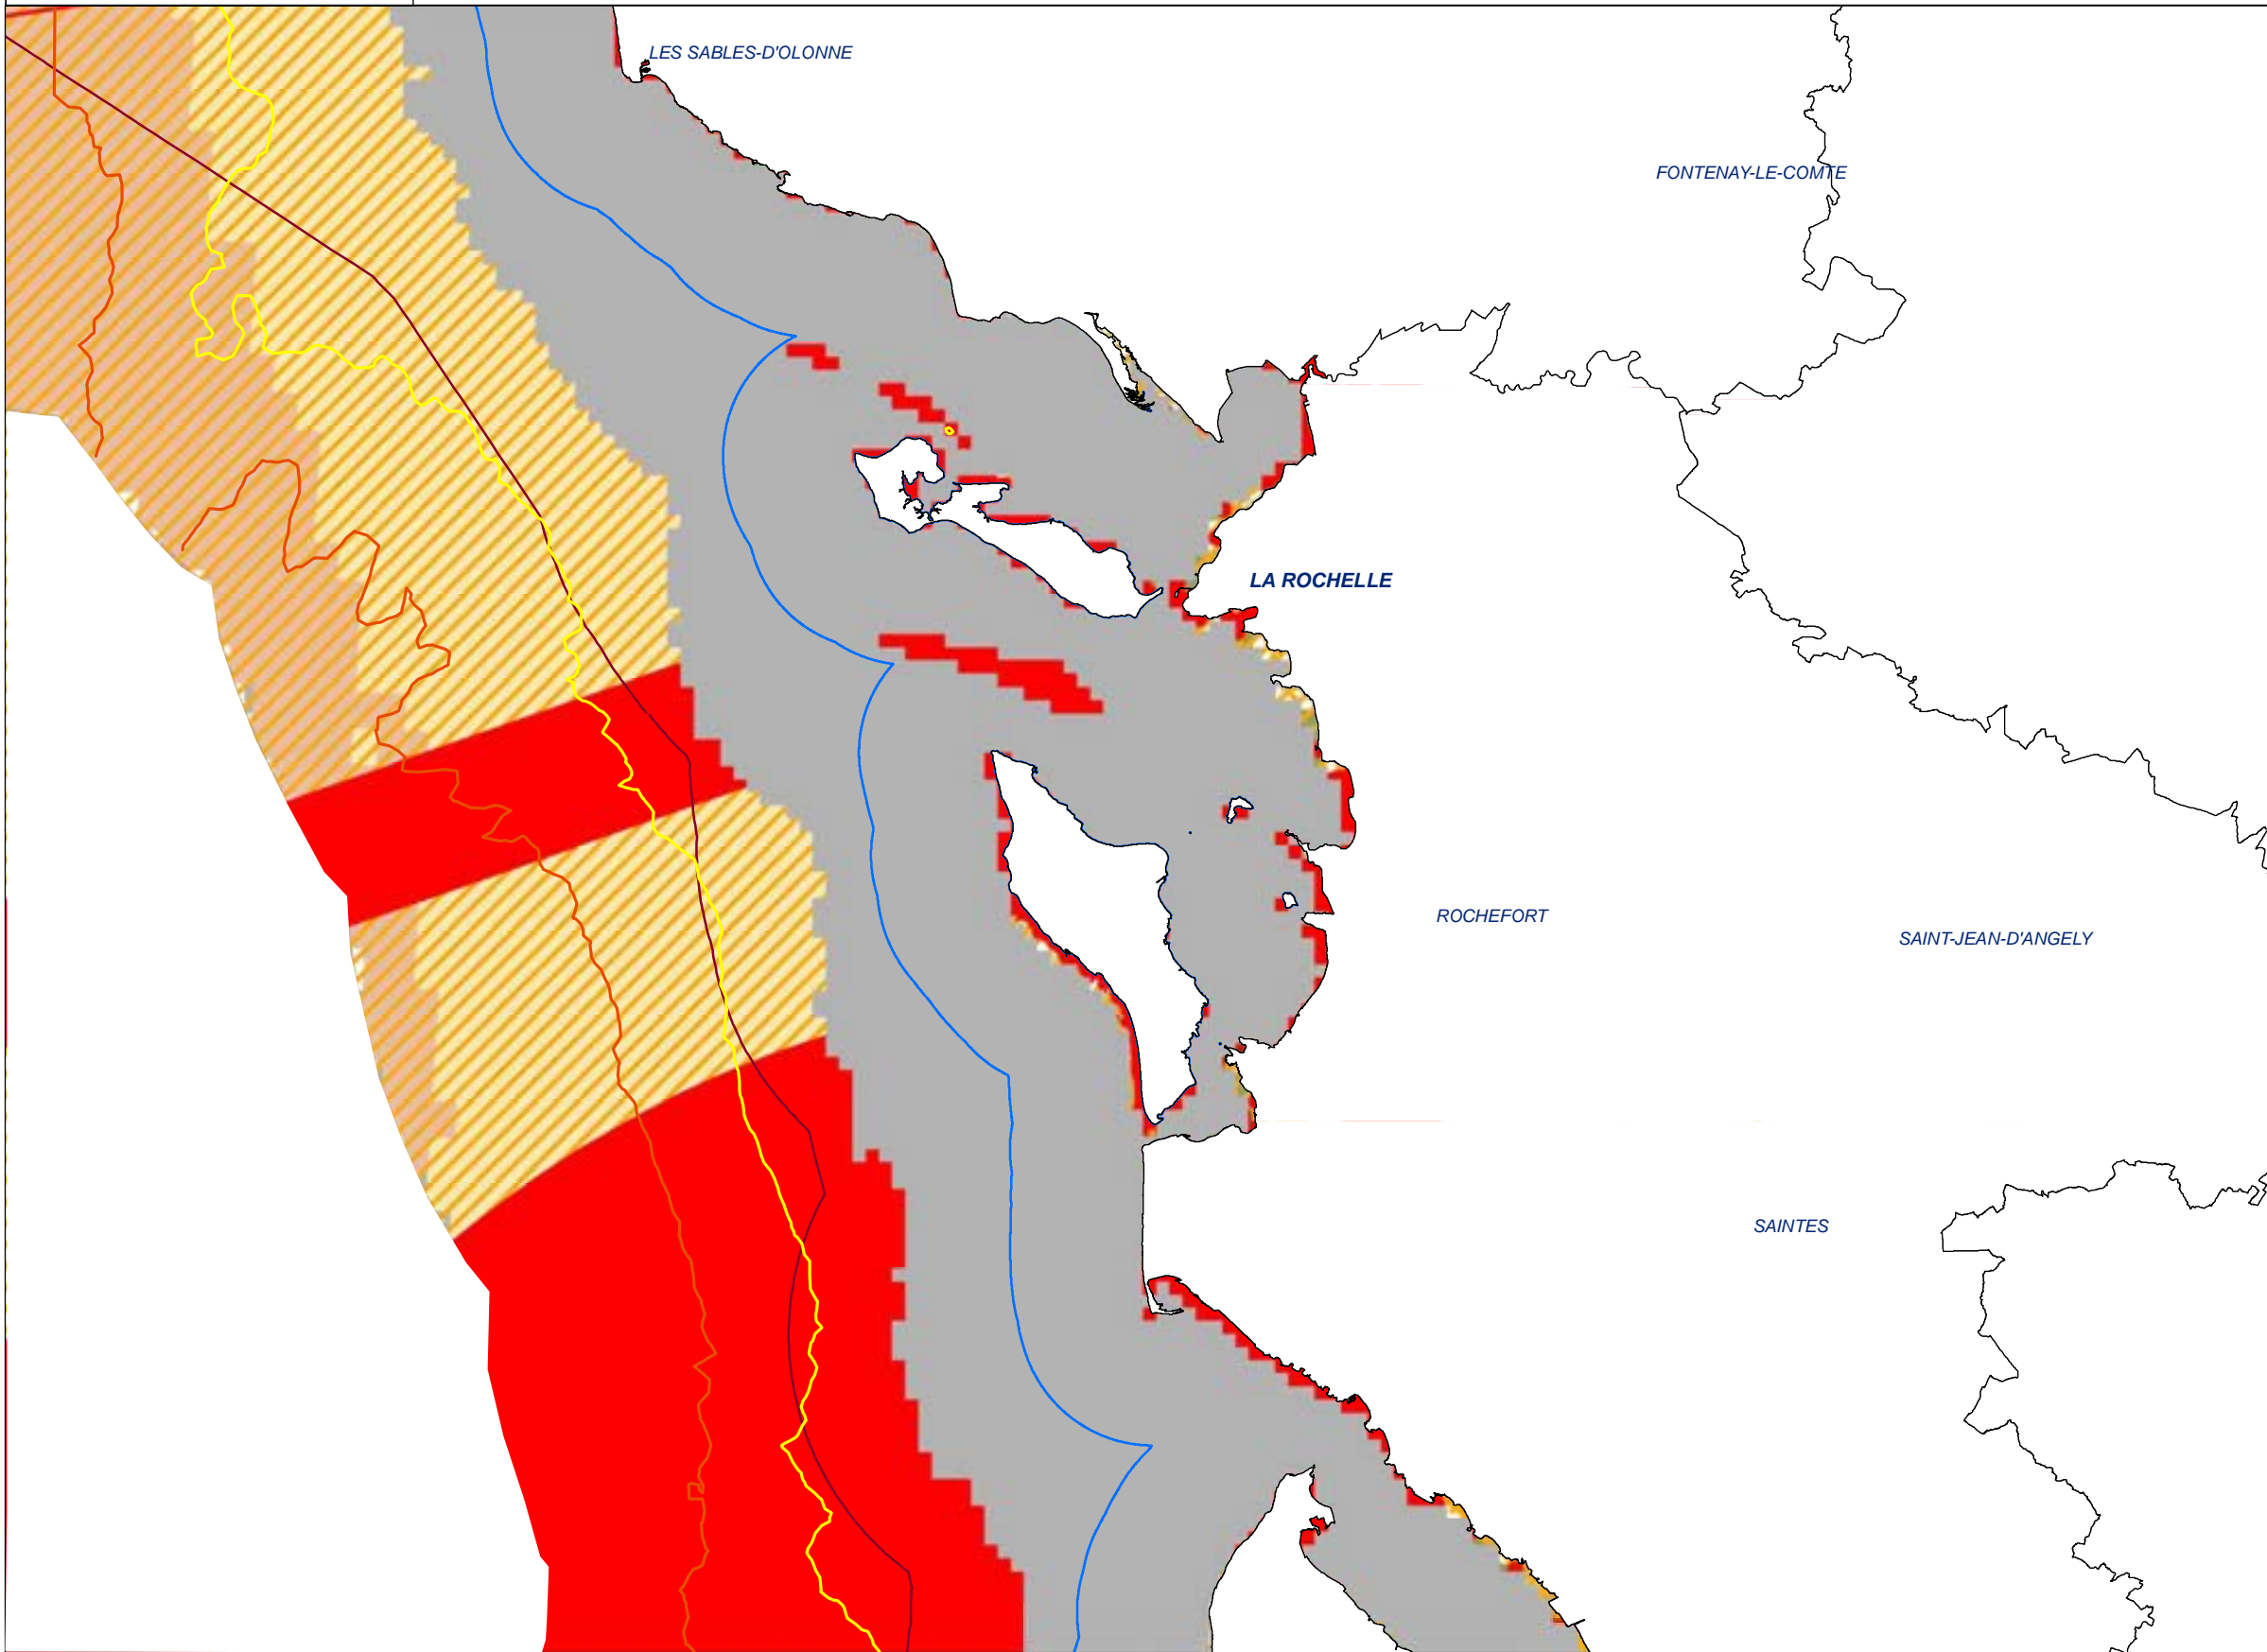 LES SABLES-D'OLONNE
FONTENAY-LE-COMTE
LA ROCHELLE
ROCHEFORT
SAINT-JEAN-D'ANGELY
SAINTES